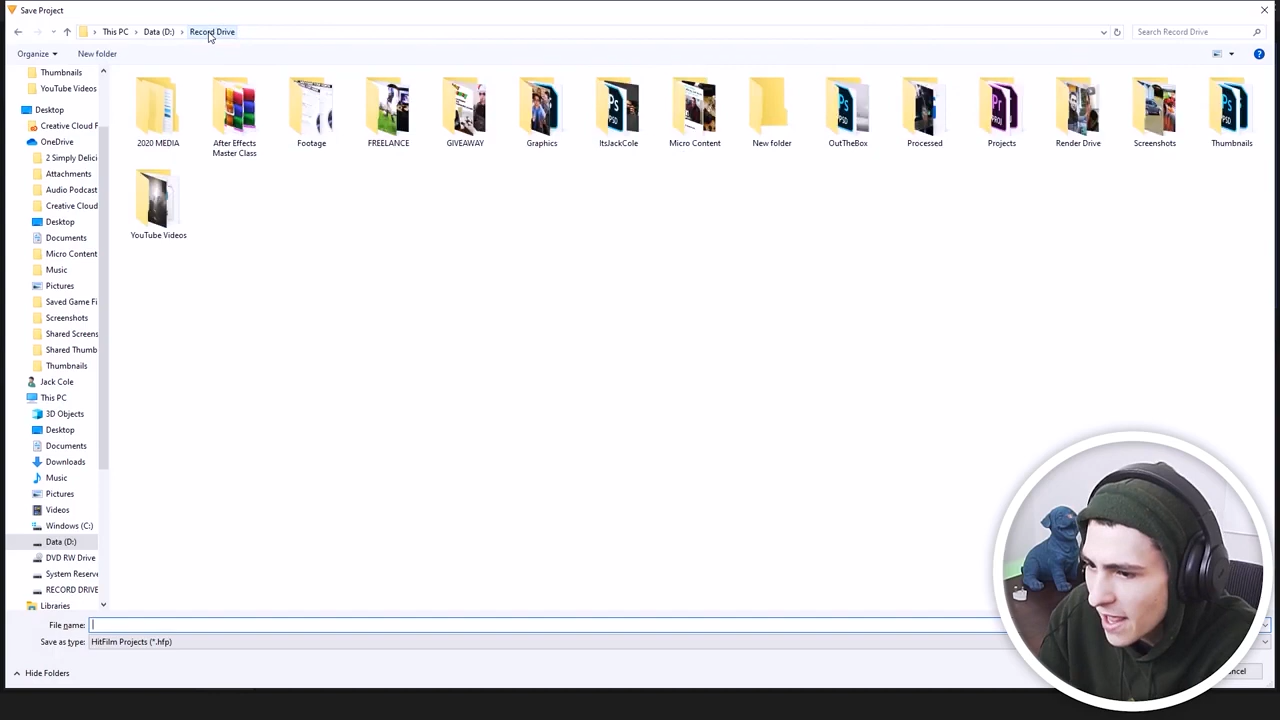 Save Project
This PC > Data (D:) > Record Drive
Search Record Drive
Organize
New folder
Thumbnails
YouTube Videos
Desktop
Creative Cloud F
OneDrive
2 Simply Delici
Attachments
Audio Podcast
Creative Cloud
Desktop
Documents
Micro Content
Music
Pictures
Saved Game Fi
Screenshots
Shared Screens
Shared Thumb
Thumbnails
Jack Cole
This PC
3D Objects
Desktop
Documents
Downloads
Music
Pictures
Videos
Windows (C:)
Data (D:)
DVD RW Drive
System Reserve
RECORD DRIVE
Libraries
2020 MEDIA
After Effects
Master Class
Footage
FREELANCE
GIVEAWAY
Graphics
ItsJackCole
Micro Content
New folder
OutTheBox
Processed
Projects
Render Drive
Screenshots
Thumbnails
YouTube Videos
File name:
Save as type: HitFilm Projects (*.hfp)
Hide Folders
ncel